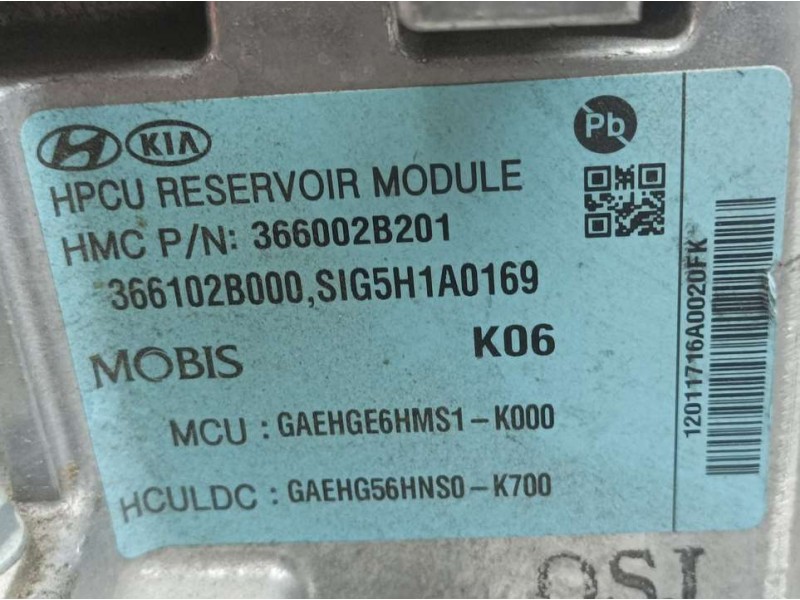 KIA
Pb
HPCU RESERVOIR MODULE
HMC P/N: 366002B201
366102B000,SIG5H1A0169
MOBIS K06
MCU : GAEHGE6HMS1-K000
HCULDC : GAEHG56HNS0-K700
12011716A0020FK